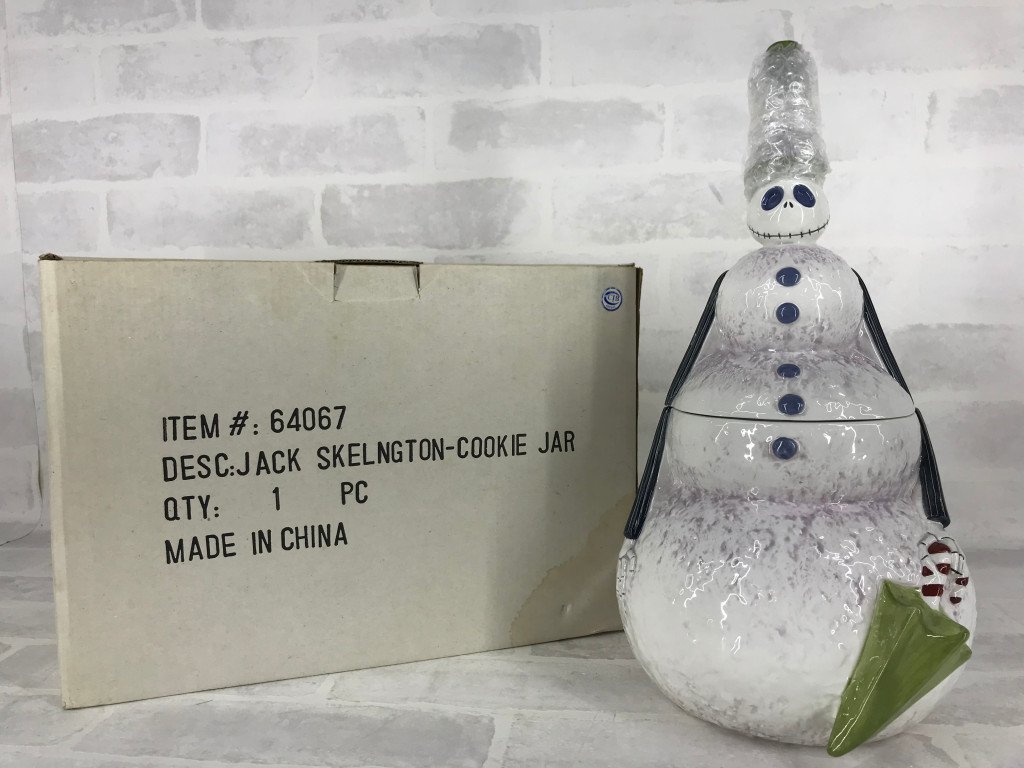 ITEM #: 64067
DESC:JACK SKELNGTON-COOKIE JAR
QTY: 1 PC
MADE IN CHINA